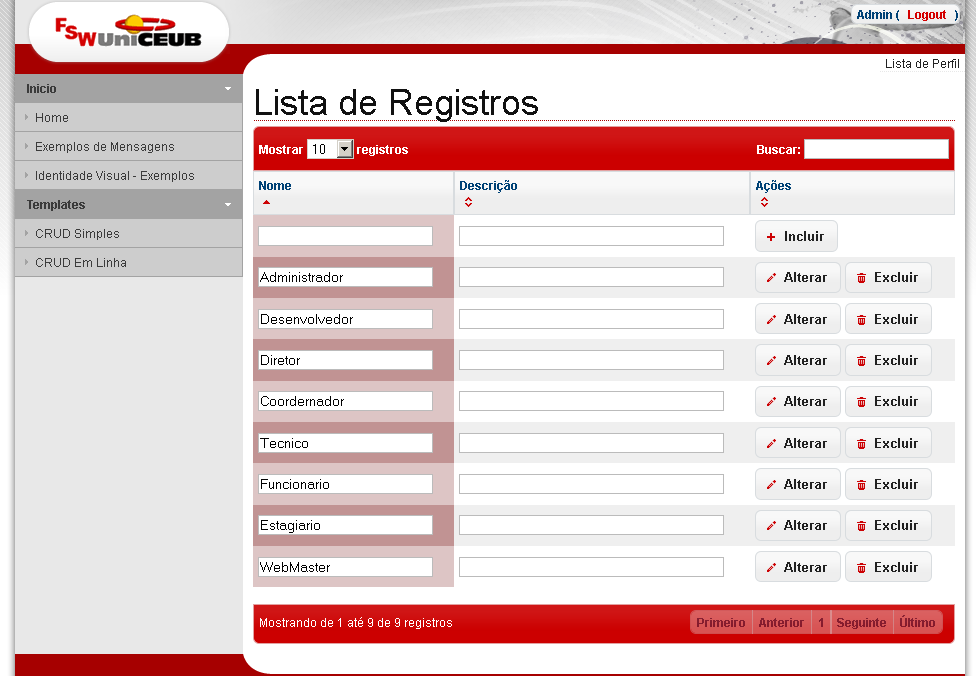 FSWUniCEUB
Admin ( Logout )
Lista de Perfil
Inicio
Home
Exemplos de Mensagens
Identidade Visual - Exemplos
Templates
CRUD Simples
CRUD Em Linha
Lista de Registros
Mostrar 10 registros Buscar:
Nome Descrição Ações
Incluir
Administrador Alterar Excluir
Desenvolvedor Alterar Excluir
Diretor Alterar Excluir
Coordernador Alterar Excluir
Tecnico Alterar Excluir
Funcionario Alterar Excluir
Estagiario Alterar Excluir
WebMaster Alterar Excluir
Mostrando de 1 até 9 de 9 registros Primeiro Anterior 1 Seguinte Último